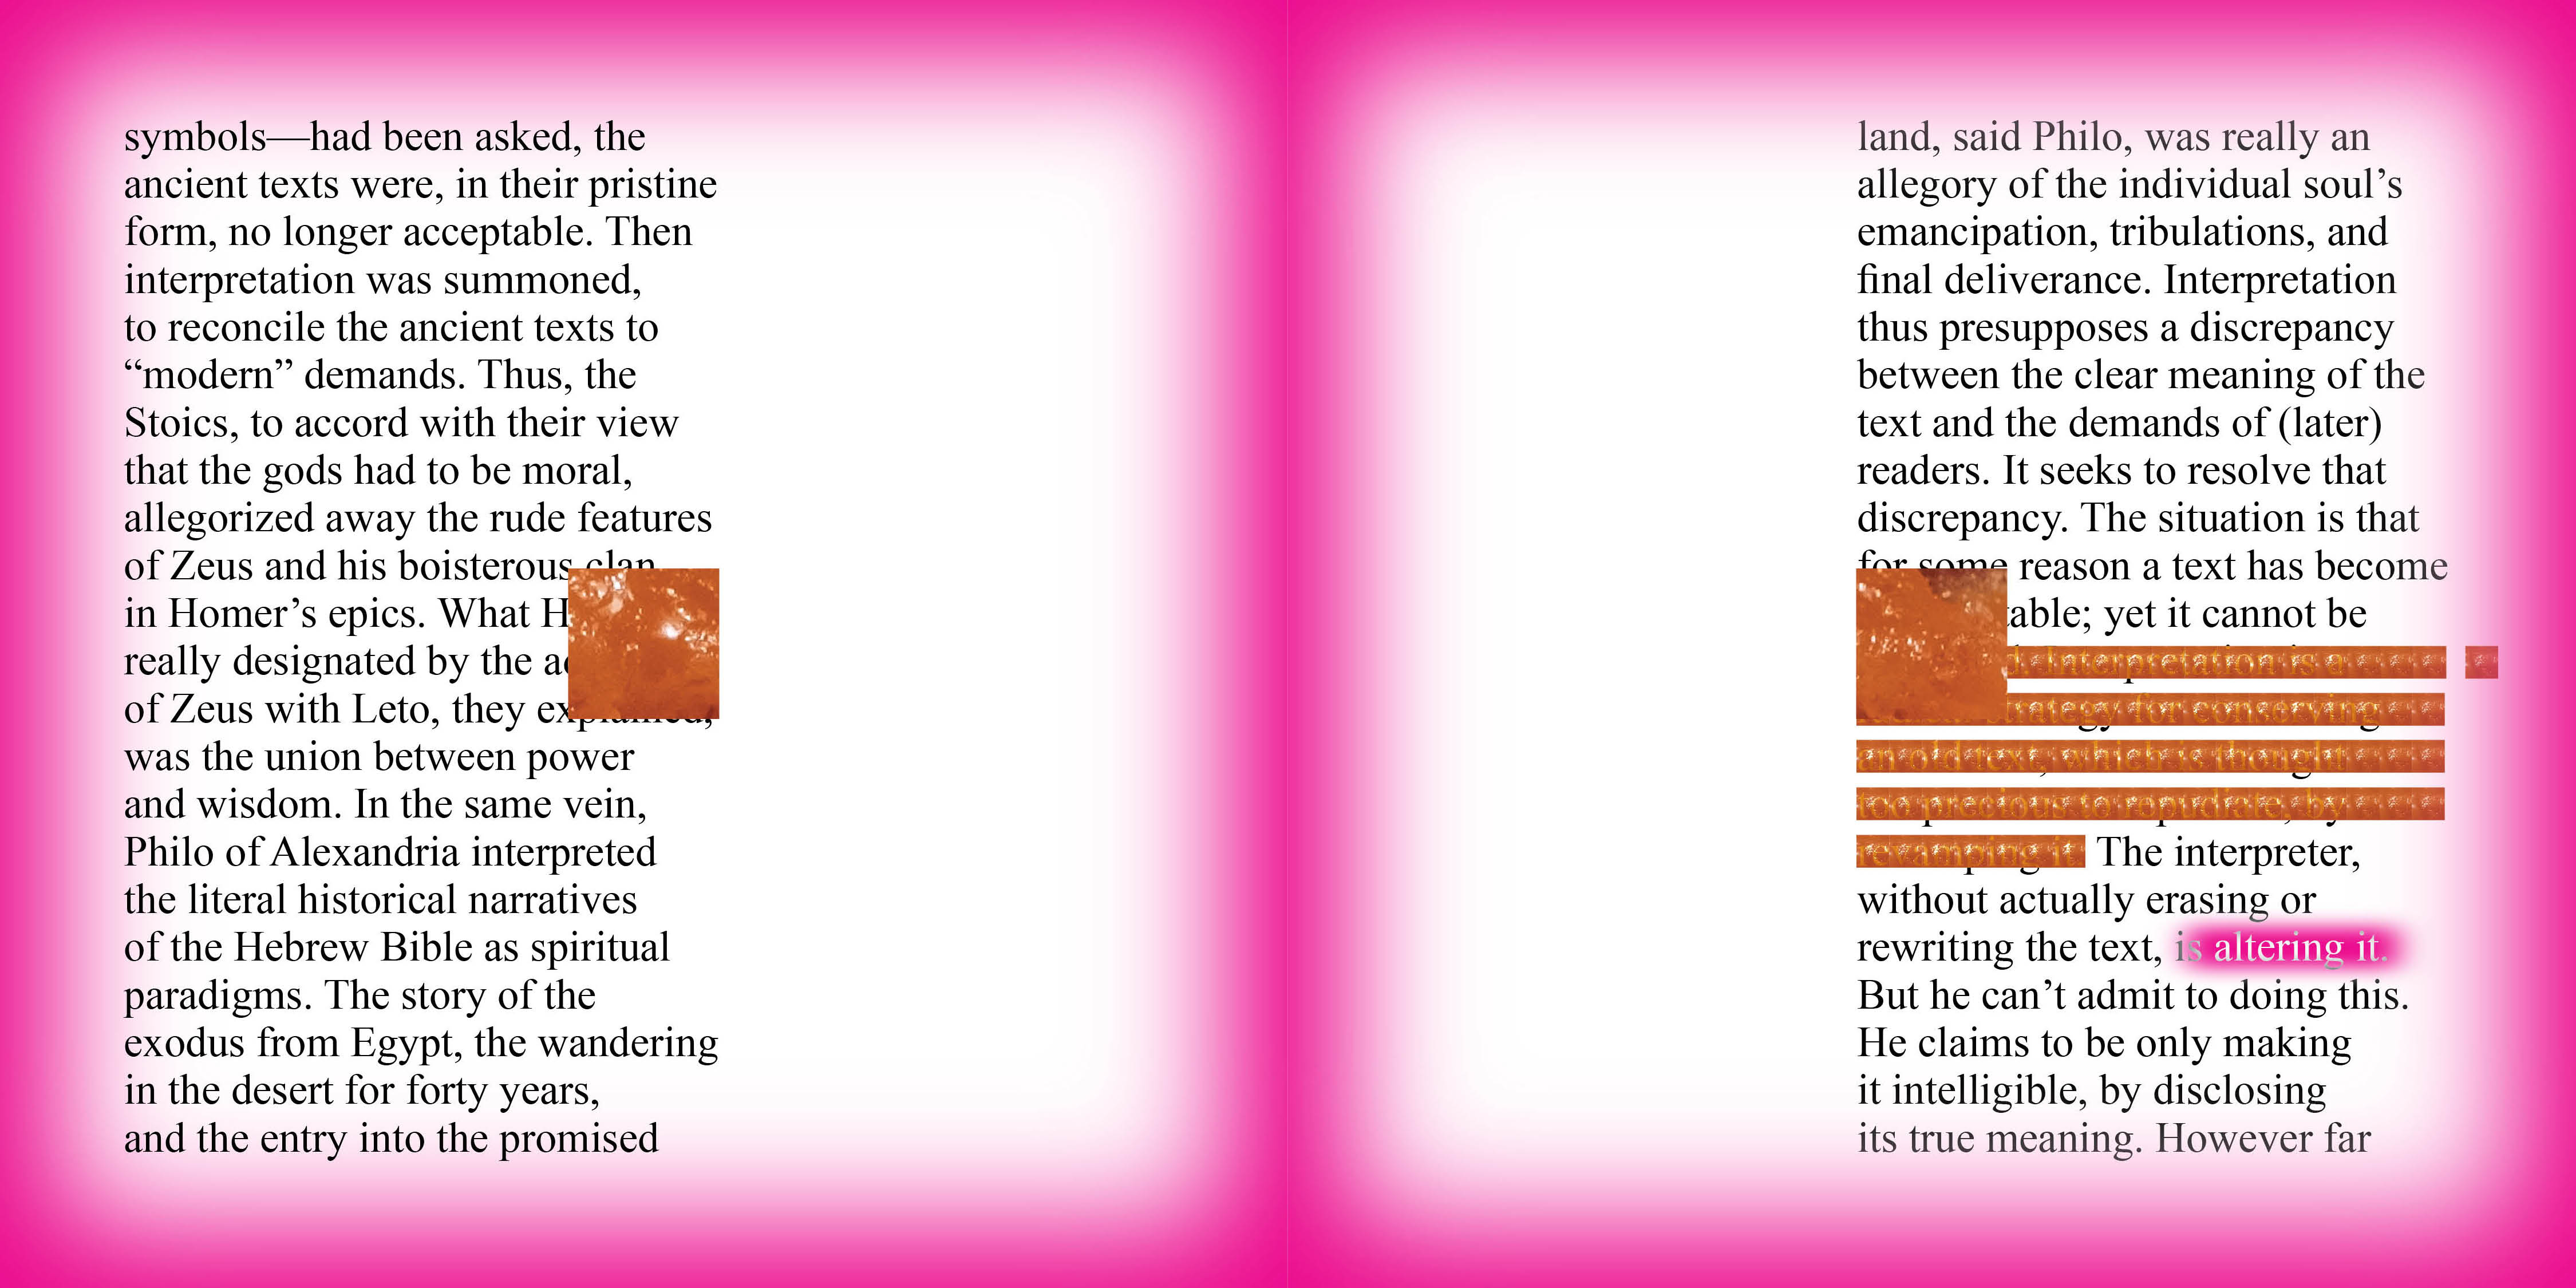 symbols—had been asked, the
ancient texts were, in their pristine
form, no longer acceptable. Then
interpretation was summoned,
to reconcile the ancient texts to
“modern” demands. Thus, the
Stoics, to accord with their view
that the gods had to be moral,
allegorized away the rude features
of Zeus and his boisterous clan
in Homer’s epics. What H
really designated by the
of Zeus with Leto, they explained,
was the union between power
and wisdom. In the same vein,
Philo of Alexandria interpreted
the literal historical narratives
of the Hebrew Bible as spiritual
paradigms. The story of the
exodus from Egypt, the wandering
in the desert for forty years,
and the entry into the promised
land, said Philo, was really an
allegory of the individual soul’s
emancipation, tribulations, and
final deliverance. Interpretation
thus presupposes a discrepancy
between the clear meaning of the
text and the demands of (later)
readers. It seeks to resolve that
discrepancy. The situation is that
for some reason a text has become
table; yet it cannot be
d. Interpretation is a
strategy for conserving
an old text, which is thought
too precious to repudiate, by
revamping it. The interpreter,
without actually erasing or
rewriting the text, is altering it.
But he can’t admit to doing this.
He claims to be only making
it intelligible, by disclosing
its true meaning. However far